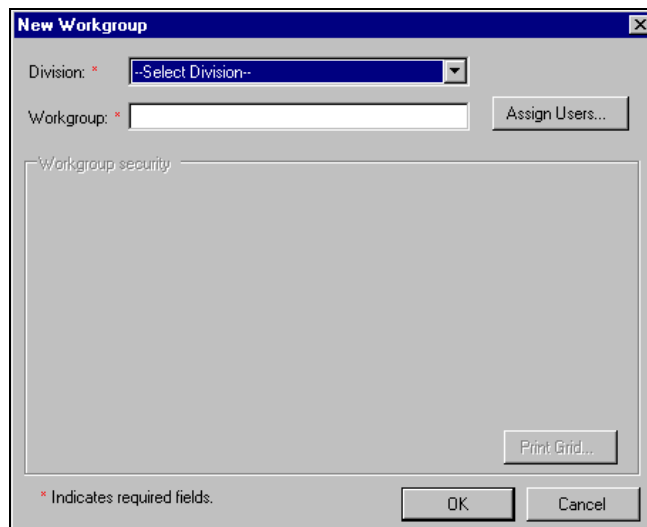 New Workgroup
Division: * --Select Division--
Workgroup: * Assign Users...
Workgroup security
Print Grid...
* Indicates required fields.
OK Cancel